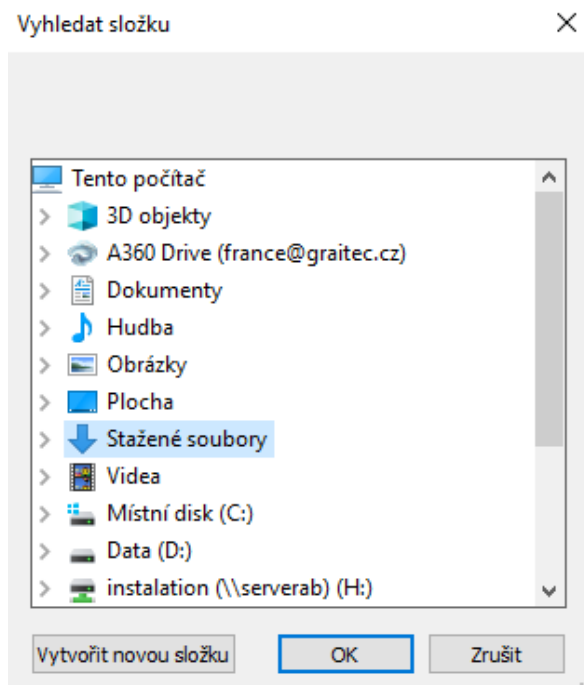 Vyhledat složku
Tento počítač
3D objekty
A360 Drive (france@graitec.cz)
Dokumenty
Hudba
Obrázky
Plocha
Stažené soubory
Videa
Místní disk (C:)
Data (D:)
instalation (\\serverab) (H:)
Vytvořit novou složku OK Zrušit